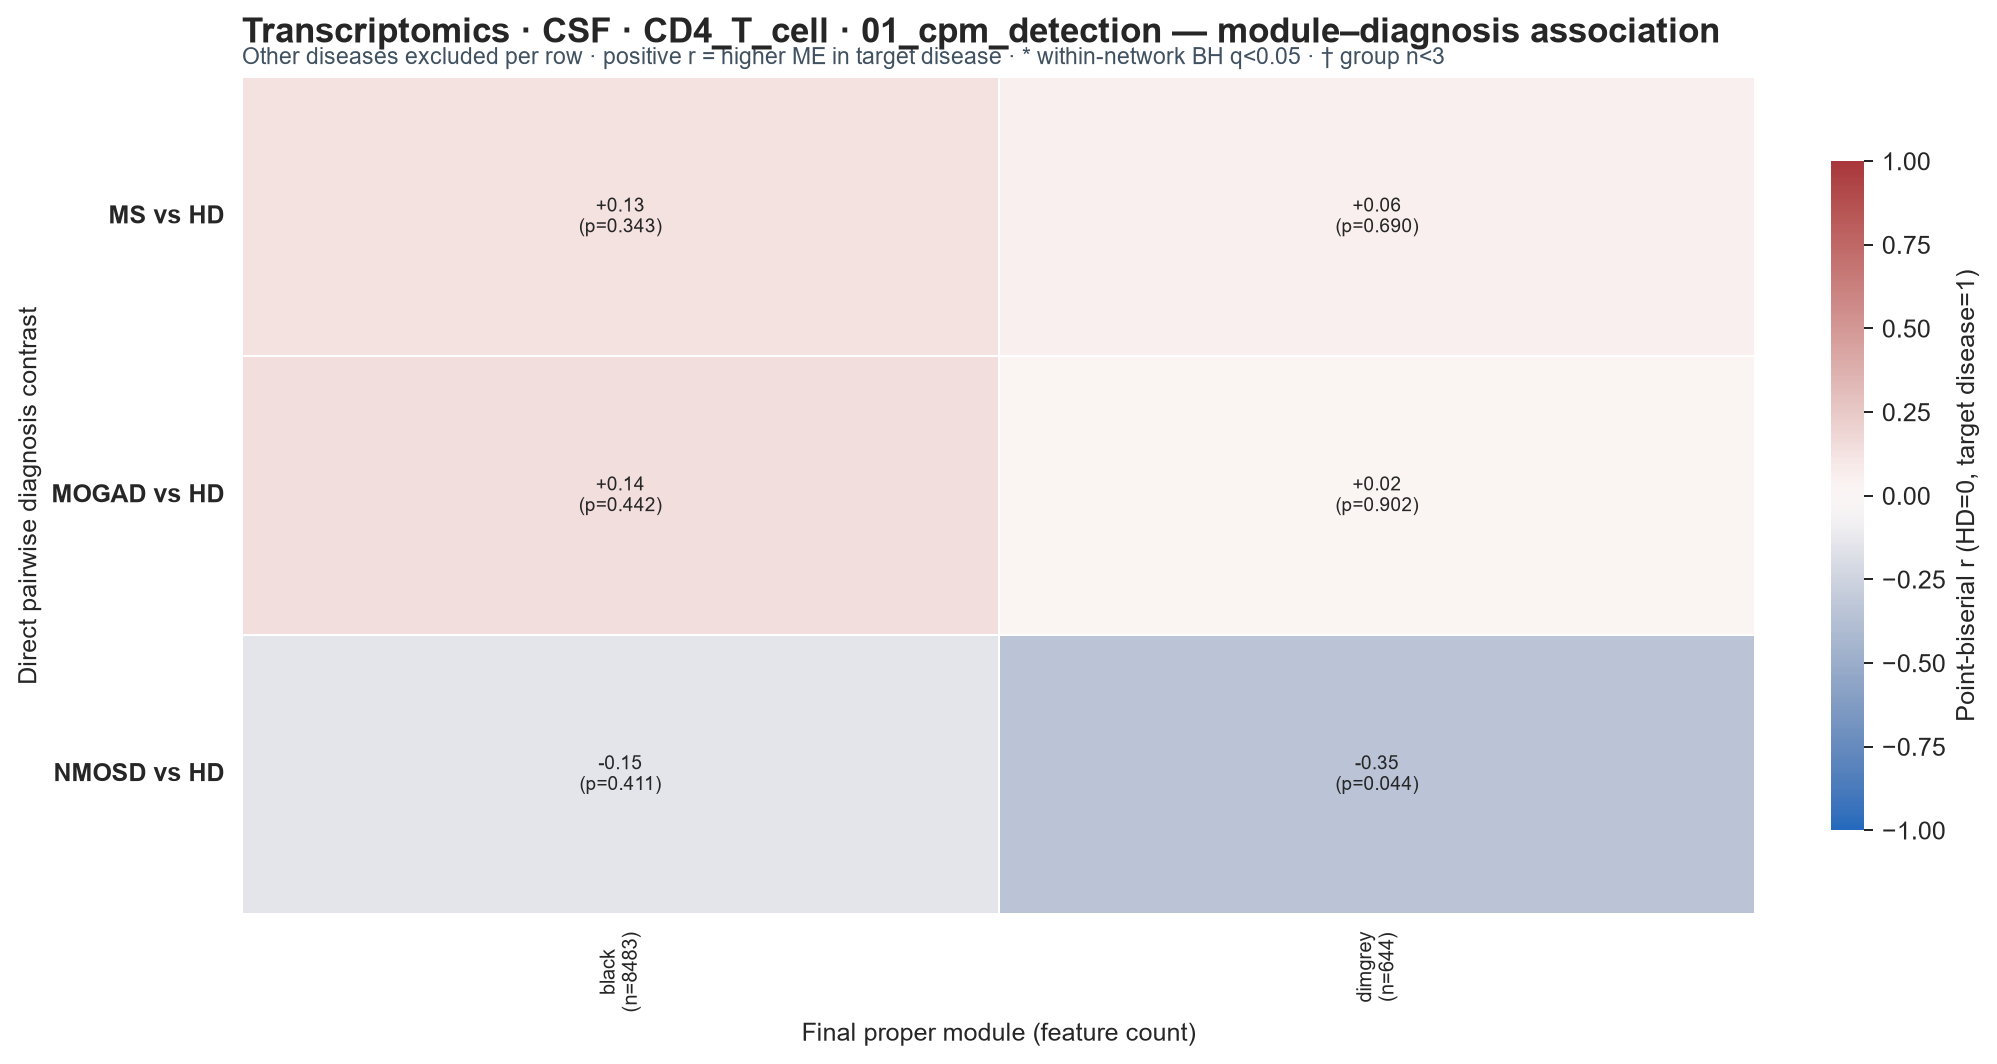 Transcriptomics · CSF · CD4_T_cell · 01_cpm_detection — module–diagnosis association
Other diseases excluded per row · positive r = higher ME in target disease · * within-network BH q<0.05 · † group n<3
Direct pairwise diagnosis contrast
MS vs HD
+0.13
(p=0.343)
+0.06
(p=0.690)
MOGAD vs HD
+0.14
(p=0.442)
+0.02
(p=0.902)
NMOSD vs HD
-0.15
(p=0.411)
-0.35
(p=0.044)
black
(n=8483)
dimgrey
(n=644)
Final proper module (feature count)
1.00
0.75
0.50
0.25
0.00
−0.25
−0.50
−0.75
−1.00
Point-biserial r (HD=0, target disease=1)